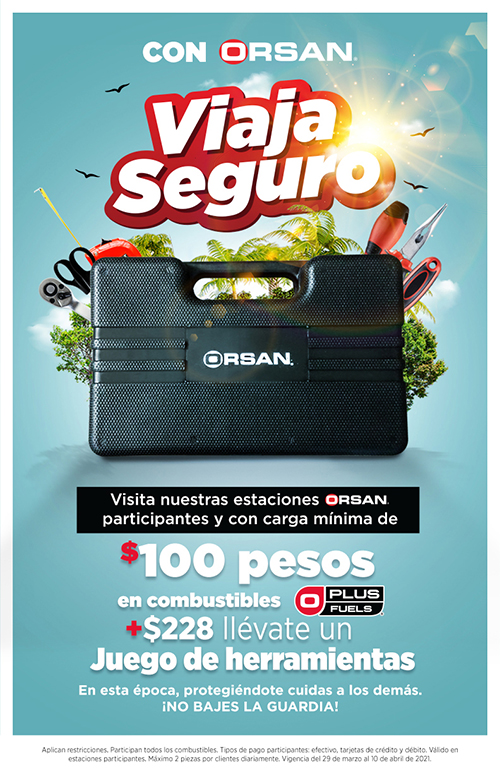 CON ORSAN
Viaja
Seguro
ORSAN.
Visita nuestras estaciones ORSAN
participantes y con carga mínima de
$100 pesos
en combustibles O PLUS FUELS
+$228 llévate un
Juego de herramientas
En esta época, protegiéndote cuidas a los demás.
¡NO BAJES LA GUARDIA!
Aplican restricciones. Participan todos los combustibles. Tipos de pago participantes: efectivo, tarjetas de crédito y débito. Válido en
estaciones participantes. Máximo 2 piezas por clientes diariamente. Vigencia del 29 de marzo al 10 de abril de 2021.